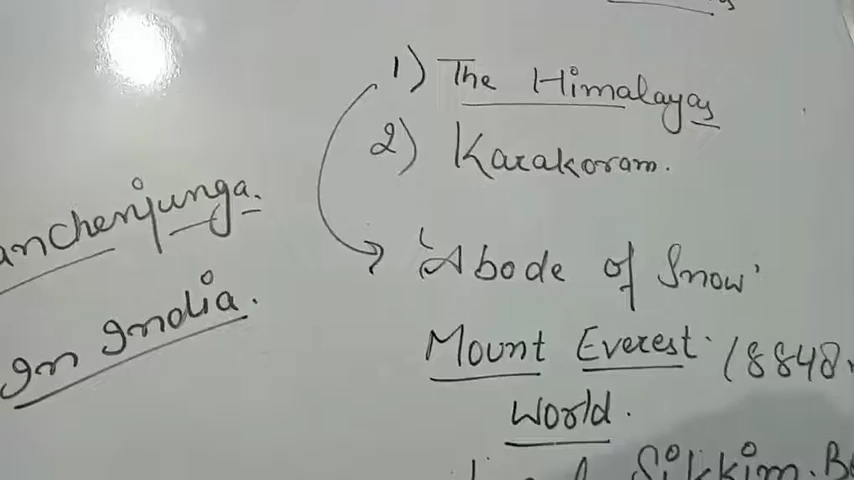 1) The Himalayas
2) Karakoram.
anchenjunga.
In India.
'Abode of Snow'
Mount Everest. (8848
World.
Sikkim. B